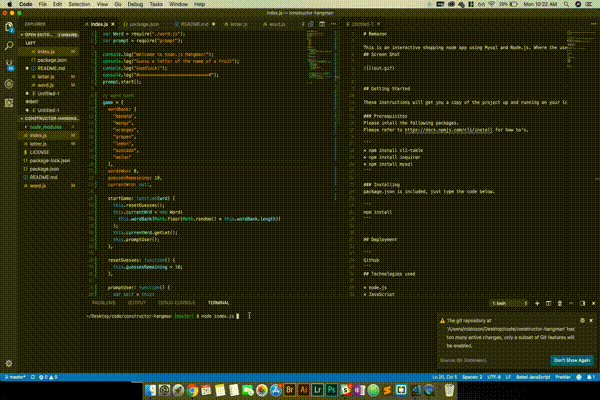 Code File Edit Selection View Go Debug Tasks Window Help
Mon 10:22 AM
index.js — constructor-hangman
EXPLORER
OPEN EDITORS
LEFT
index.js
package.json
README.md
letter.js
word.js
Untitled-1
RIGHT
Untitled-1
CONSTRUCTOR-HANGMAN
node_modules
index.js
letter.js
LICENSE
package-lock.json
package.json
README.md
word.js
index.js package.json README.md letter.js word.js
var Word = require("./word.js");
var prompt = require("prompt");
console.log("Welcome to node.js Hangman!");
console.log("Guess a letter of the name of a fruit");
console.log("Goodluck!");
prompt.start();
// word bank
game = {
wordBank: [
"banana",
"mango",
"oranges",
"grapes",
"lemon",
"avocado",
"melon"
],
wordsWon: 0,
guessesRemaining: 10,
currentWrd: null,
startGame: function(wrd) {
this.resetGuesses();
this.currentWrd = new Word(
this.wordBank[Math.floor(Math.random() * this.wordBank.length)]
);
this.currentWrd.getLet();
this.promptUser();
},
resetGuesses: function() {
this.guessesRemaining = 10;
},
promptUser: function() {
var self = this;
Untitled-1
# Bamazon
This is an interactive shopping node app using Mysql and Node.js. Where the use
## Screen Shot
![](out.gif)
## Getting Started
These instructions will get you a copy of the project up and running on your lo
### Prerequisites
Please intall the following packages.
Please refer to https://docs.npmjs.com/cli/install for how to's.
```
* npm install cli-table
* npm install inquirer
* npm install mysql
```
### Installing
package.json is included, just type the code below.
```
npm install
```
## Deployment
```
Github
```
## Technologies used
* node.js
* JavaScript
PROBLEMS OUTPUT DEBUG CONSOLE TERMINAL
1: bash
~/Desktop/code/constructor-hangman (master) $ node index.js
The git repository at
'/Users/robinson/Desktop/code/constructor-hangman' has
too many active changes, only a subset of Git features will
be enabled.
Source: Git (Extension)
Don't Show Again
master* Ln 20, Col 5 Spaces: 2 UTF-8 LF Babel JavaScript Prettier